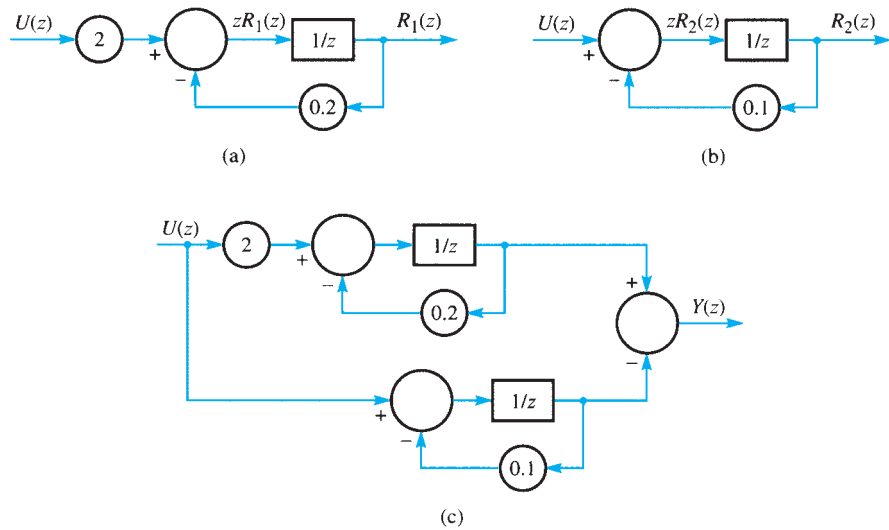 U(z) 2 + − zR₁(z) 1/z R₁(z) 0.2
(a)
U(z) + − zR₂(z) 1/z R₂(z) 0.1
(b)
U(z) 2 + − 1/z 0.2
+ − Y(z)
+ − 1/z 0.1
(c)